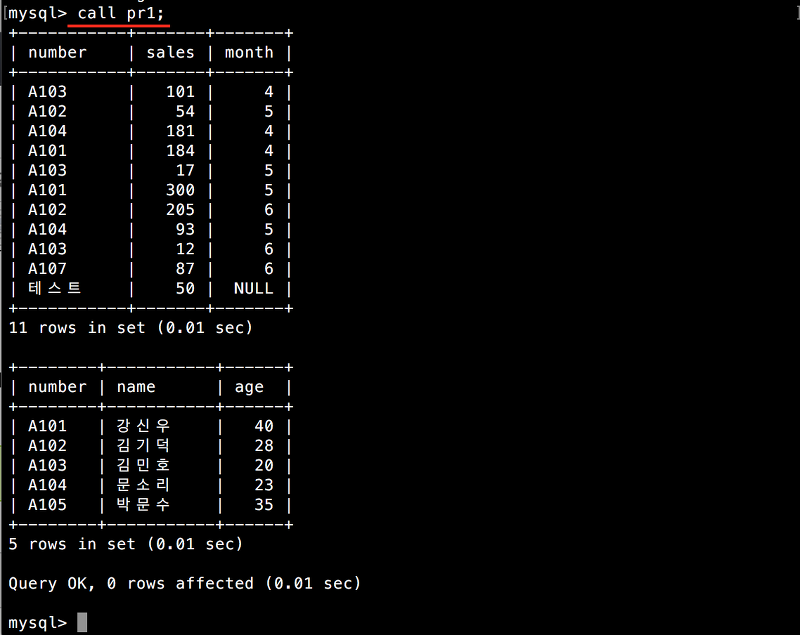 mysql> call pr1;
+-----------+-------+-------+
| number    | sales | month |
+-----------+-------+-------+
| A103      |   101 |     4 |
| A102      |    54 |     5 |
| A104      |   181 |     4 |
| A101      |   184 |     4 |
| A103      |    17 |     5 |
| A101      |   300 |     5 |
| A102      |   205 |     6 |
| A104      |    93 |     5 |
| A103      |    12 |     6 |
| A107      |    87 |     6 |
| 테스트    |    50 |  NULL |
+-----------+-------+-------+
11 rows in set (0.01 sec)

+--------+-----------+------+
| number | name      | age  |
+--------+-----------+------+
| A101   | 강신우    |   40 |
| A102   | 김기덕    |   28 |
| A103   | 김민호    |   20 |
| A104   | 문소리    |   23 |
| A105   | 박문수    |   35 |
+--------+-----------+------+
5 rows in set (0.01 sec)

Query OK, 0 rows affected (0.01 sec)

mysql>